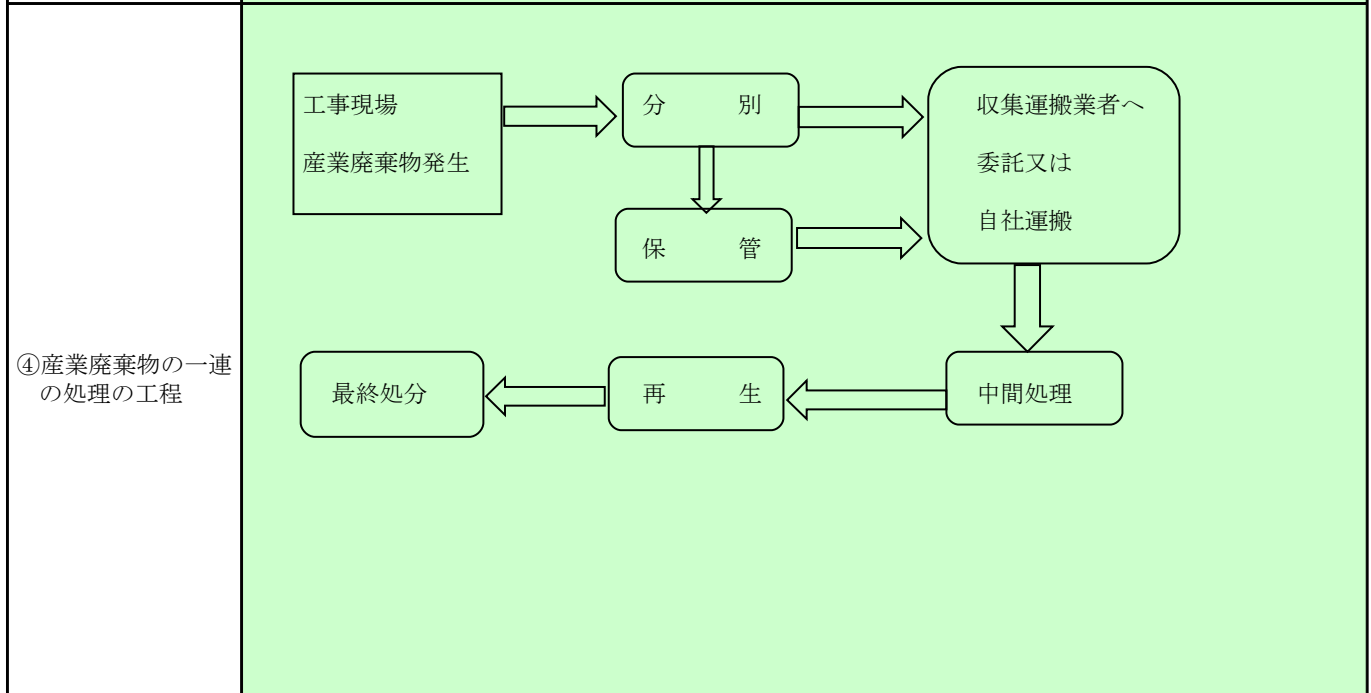 ④産業廃棄物の一連
の処理の工程
工事現場
産業廃棄物発生
分　　　別
保　　　管
収集運搬業者へ
委託又は
自社運搬
中間処理
再　　　生
最終処分